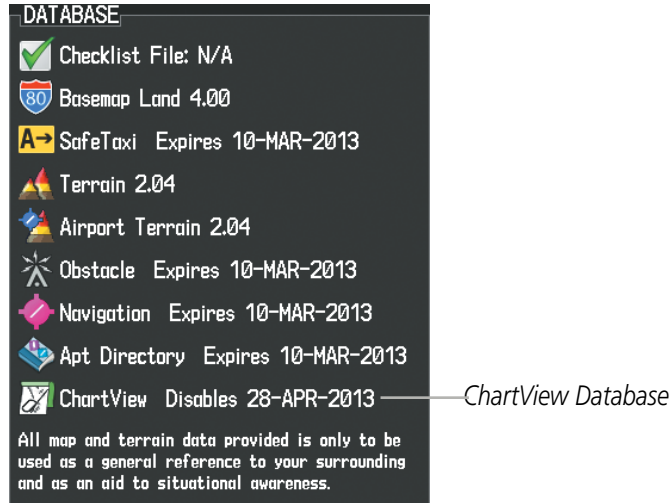 DATABASE
Checklist File: N/A
80 Basemap Land 4.00
A→ SafeTaxi Expires 10-MAR-2013
Terrain 2.04
Airport Terrain 2.04
Obstacle Expires 10-MAR-2013
Navigation Expires 10-MAR-2013
Apt Directory Expires 10-MAR-2013
ChartView Disables 28-APR-2013
ChartView Database
All map and terrain data provided is only to be
used as a general reference to your surrounding
and as an aid to situational awareness.